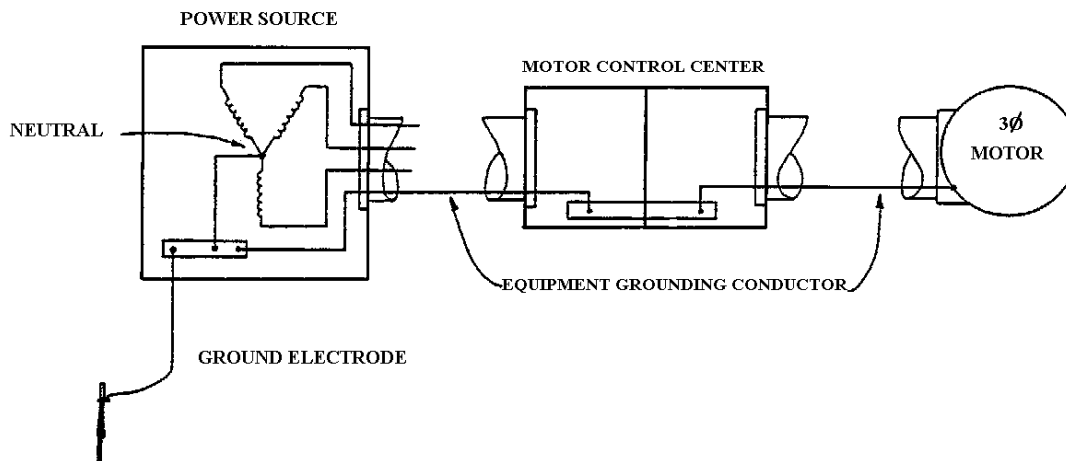 POWER SOURCE
MOTOR CONTROL CENTER
NEUTRAL
3Ø
MOTOR
EQUIPMENT GROUNDING CONDUCTOR
GROUND ELECTRODE